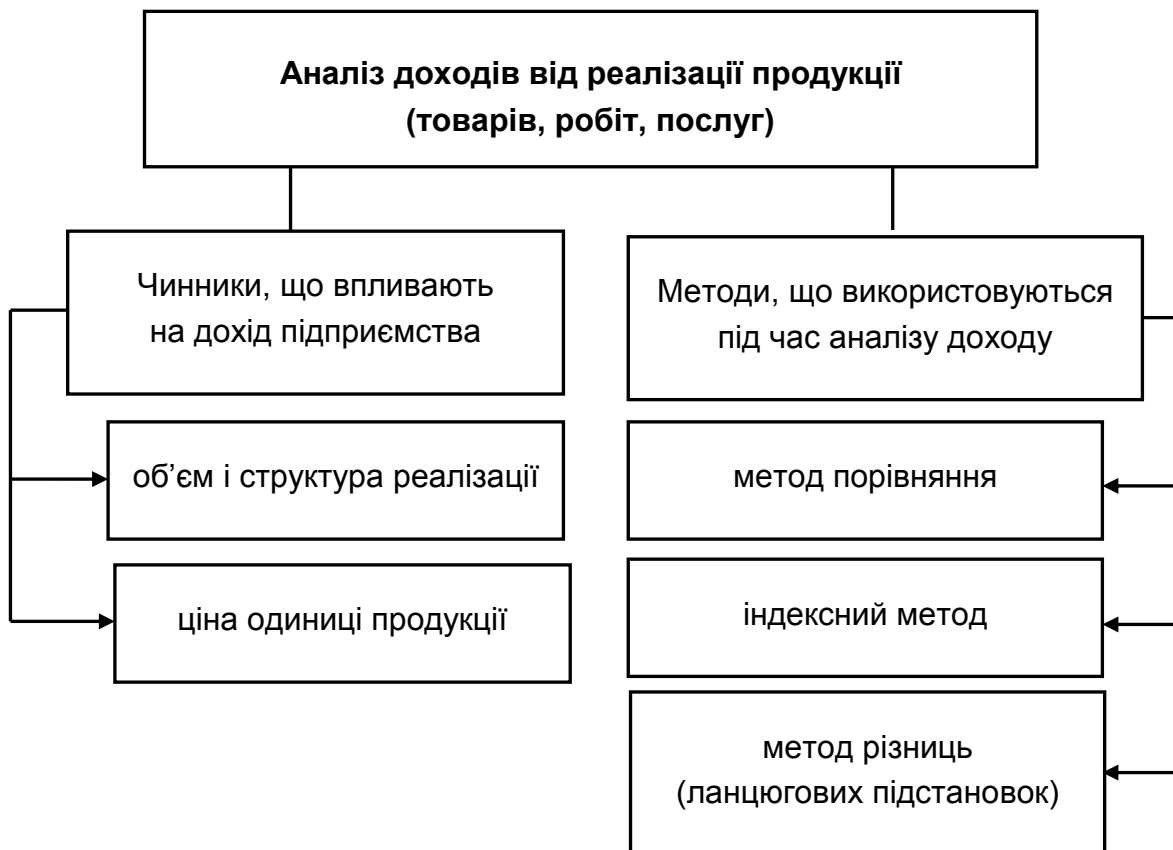 Аналіз доходів від реалізації продукції
(товарів, робіт, послуг)
Чинники, що впливають
на дохід підприємства
об’єм і структура реалізації
ціна одиниці продукції
Методи, що використовуються
під час аналізу доходу
метод порівняння
індексний метод
метод різниць
(ланцюгових підстановок)